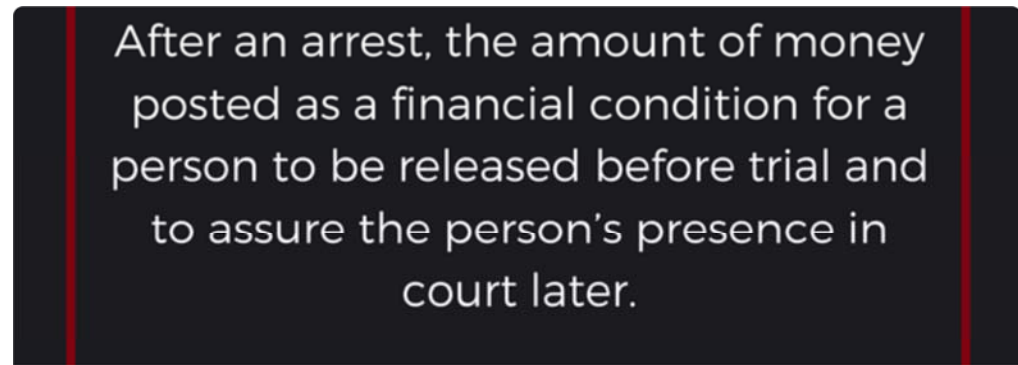 After an arrest, the amount of money
posted as a financial condition for a
person to be released before trial and
to assure the person’s presence in
court later.